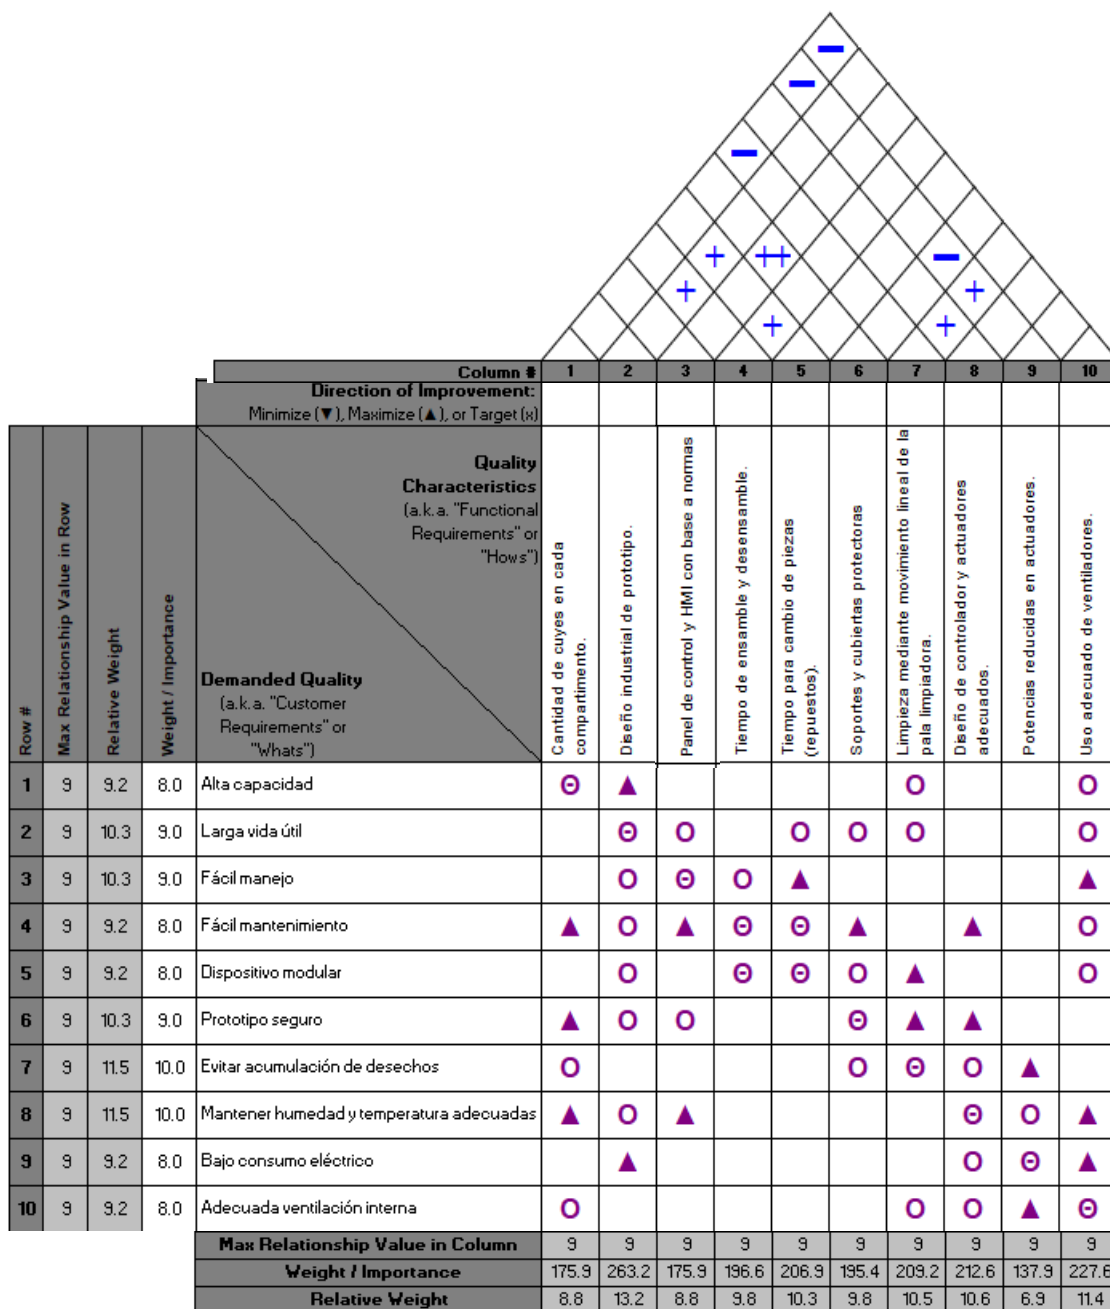 Column # 1 2 3 4 5 6 7 8 9 10
Direction of Improvement:
Minimize (▼), Maximize (▲), or Target (x)
Row #
Max Relationship Value in Row
Relative Weight
Weight / Importance
Quality
Characteristics
(a.k.a. "Functional
Requirements" or
"Hows")
Demanded Quality
(a.k.a. "Customer
Requirements" or
"Whats")
Cantidad de cuyes en cada
compartimento.
Diseño industrial de prototipo.
Panel de control y HMI con base a normas
Tiempo de ensamble y desensamble.
Tiempo para cambio de piezas
(repuestos).
Soportes y cubiertas protectoras
Limpieza mediante movimiento lineal de la
pala limpiadora.
Diseño de controlador y actuadores
adecuados.
Potencias reducidas en actuadores.
Uso adecuado de ventiladores.
1 9 9.2 8.0 Alta capacidad Θ ▲ Ο Ο
2 9 10.3 9.0 Larga vida útil Θ Ο Ο Ο Ο Ο
3 9 10.3 9.0 Fácil manejo Ο Θ Ο ▲ ▲
4 9 9.2 8.0 Fácil mantenimiento ▲ Ο ▲ Θ Θ ▲ ▲ Ο
5 9 9.2 8.0 Dispositivo modular Ο Θ Θ Ο ▲ Ο
6 9 10.3 9.0 Prototipo seguro ▲ Ο Ο Θ ▲ ▲
7 9 11.5 10.0 Evitar acumulación de desechos Ο Ο Θ Ο ▲
8 9 11.5 10.0 Mantener humedad y temperatura adecuadas ▲ Ο ▲ Θ Ο ▲
9 9 9.2 8.0 Bajo consumo eléctrico ▲ Ο Θ ▲
10 9 9.2 8.0 Adecuada ventilación interna Ο Ο Ο ▲ Θ
Max Relationship Value in Column 9 9 9 9 9 9 9 9 9 9
Weight / Importance 175.9 263.2 175.9 196.6 206.9 195.4 209.2 212.6 137.9 227.6
Relative Weight 8.8 13.2 8.8 9.8 10.3 9.8 10.5 10.6 6.9 11.4